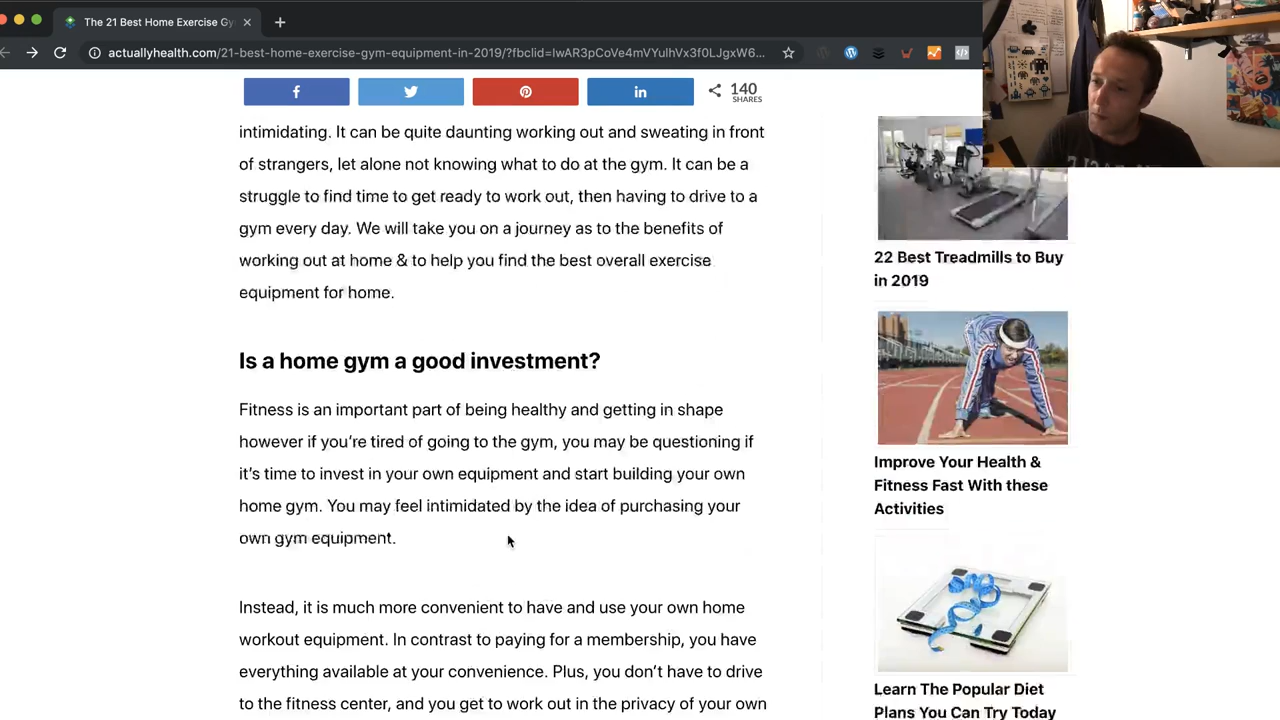 The 21 Best Home Exercise Gy
actuallyhealth.com/21-best-home-exercise-gym-equipment-in-2019/?fbclid=IwAR3pCoVe4mVYulhVx3f0LJgxW6...
140
SHARES
intimidating. It can be quite daunting working out and sweating in front
of strangers, let alone not knowing what to do at the gym. It can be a
struggle to find time to get ready to work out, then having to drive to a
gym every day. We will take you on a journey as to the benefits of
working out at home & to help you find the best overall exercise
equipment for home.
Is a home gym a good investment?
Fitness is an important part of being healthy and getting in shape
however if you’re tired of going to the gym, you may be questioning if
it’s time to invest in your own equipment and start building your own
home gym. You may feel intimidated by the idea of purchasing your
own gym equipment.
Instead, it is much more convenient to have and use your own home
workout equipment. In contrast to paying for a membership, you have
everything available at your convenience. Plus, you don’t have to drive
to the fitness center, and you get to work out in the privacy of your own
22 Best Treadmills to Buy
in 2019
Improve Your Health &
Fitness Fast With these
Activities
Learn The Popular Diet
Plans You Can Try Today